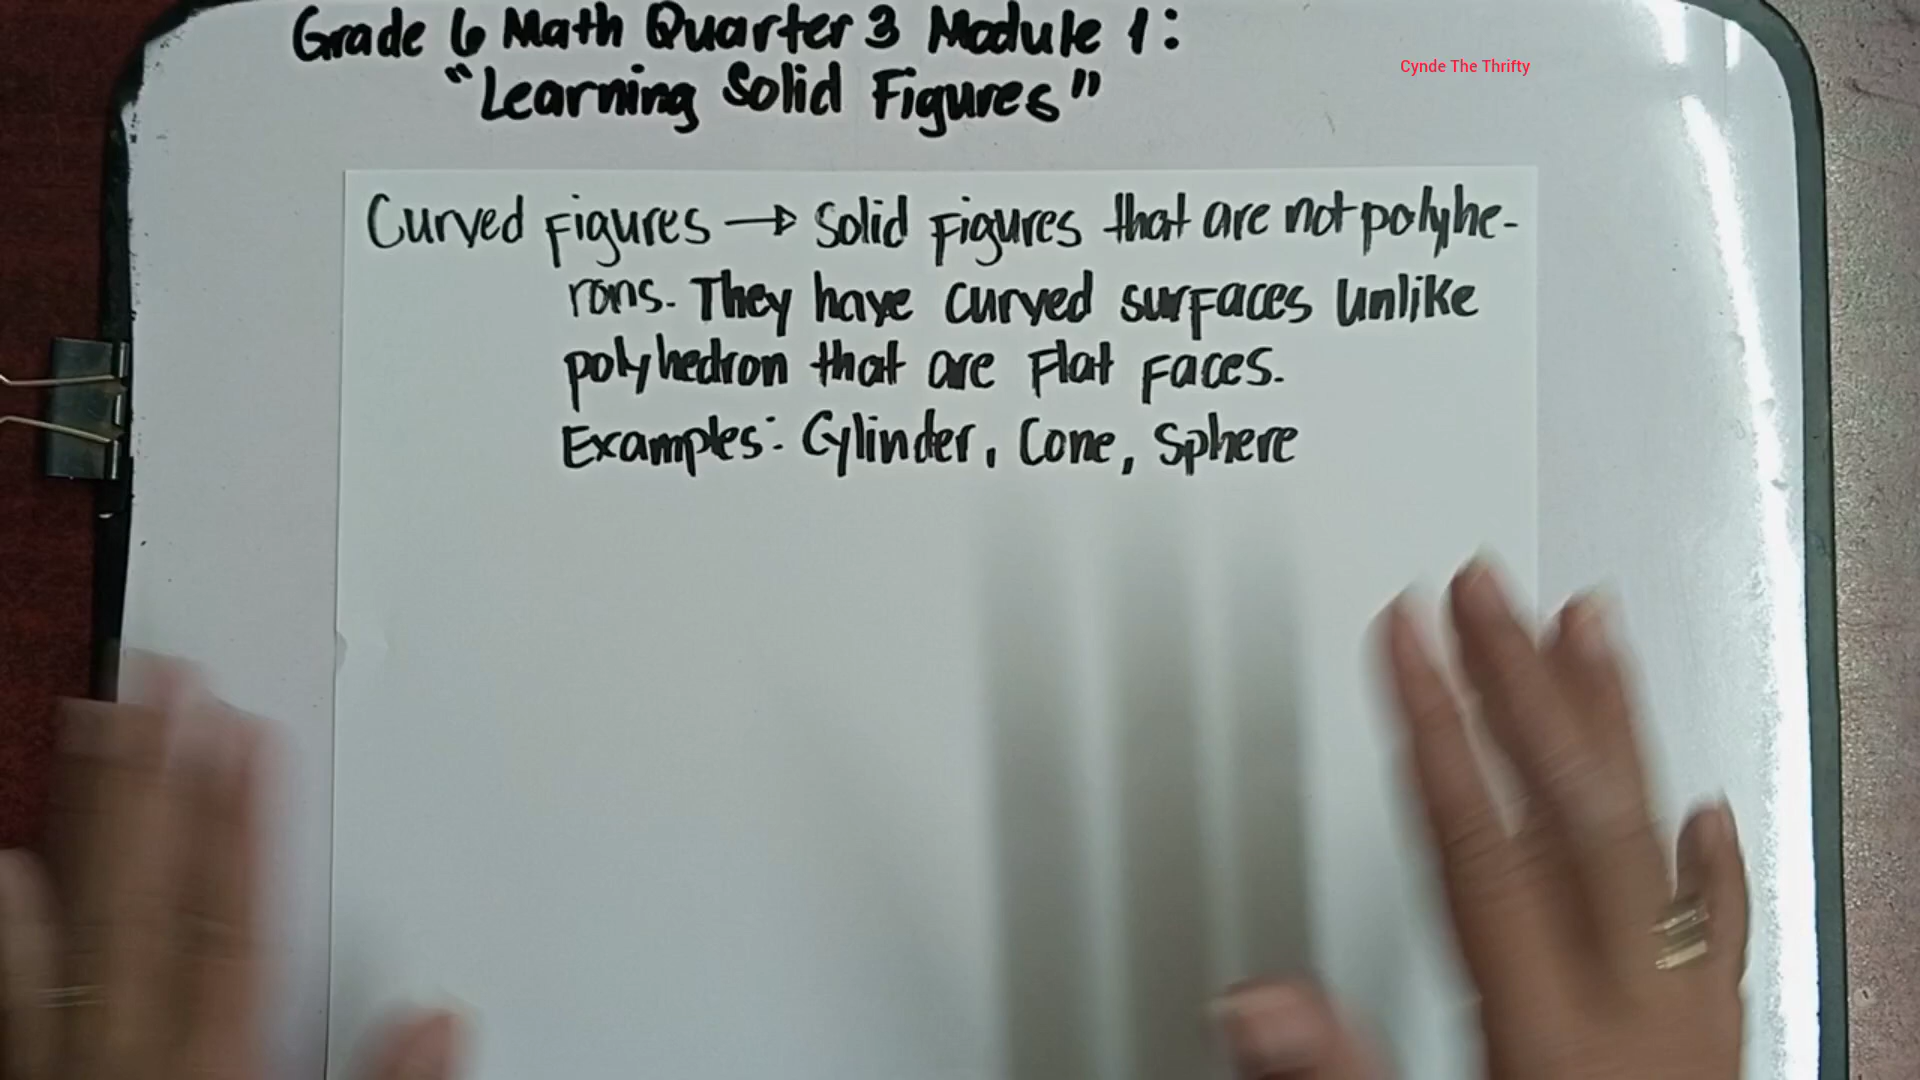 Grade 6 Math Quarter 3 Module 1:
"Learning Solid Figures"
Cynde The Thrifty
Curved Figures → Solid Figures that are not polyhe-
rons. They have curved surfaces unlike
polyhedron that are flat faces.
Examples: Cylinder, Cone, Sphere